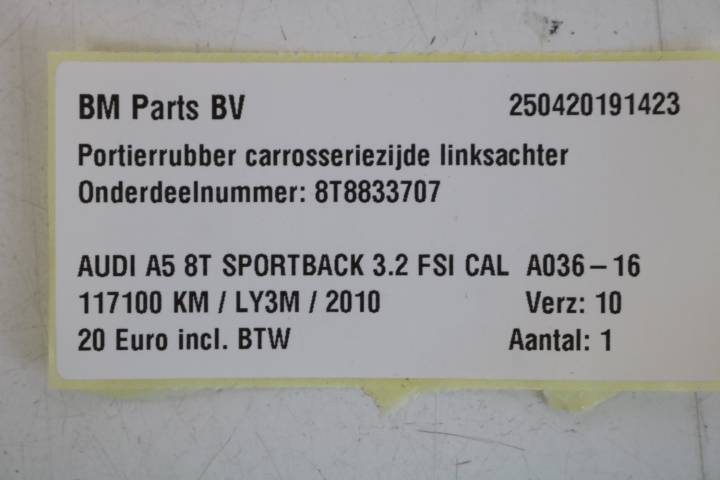 BM Parts BV 250420191423
Portierrubber carrosseriezijde linksachter
Onderdeelnummer: 8T8833707
AUDI A5 8T SPORTBACK 3.2 FSI CAL A036-16
117100 KM / LY3M / 2010 Verz: 10
20 Euro incl. BTW Aantal: 1